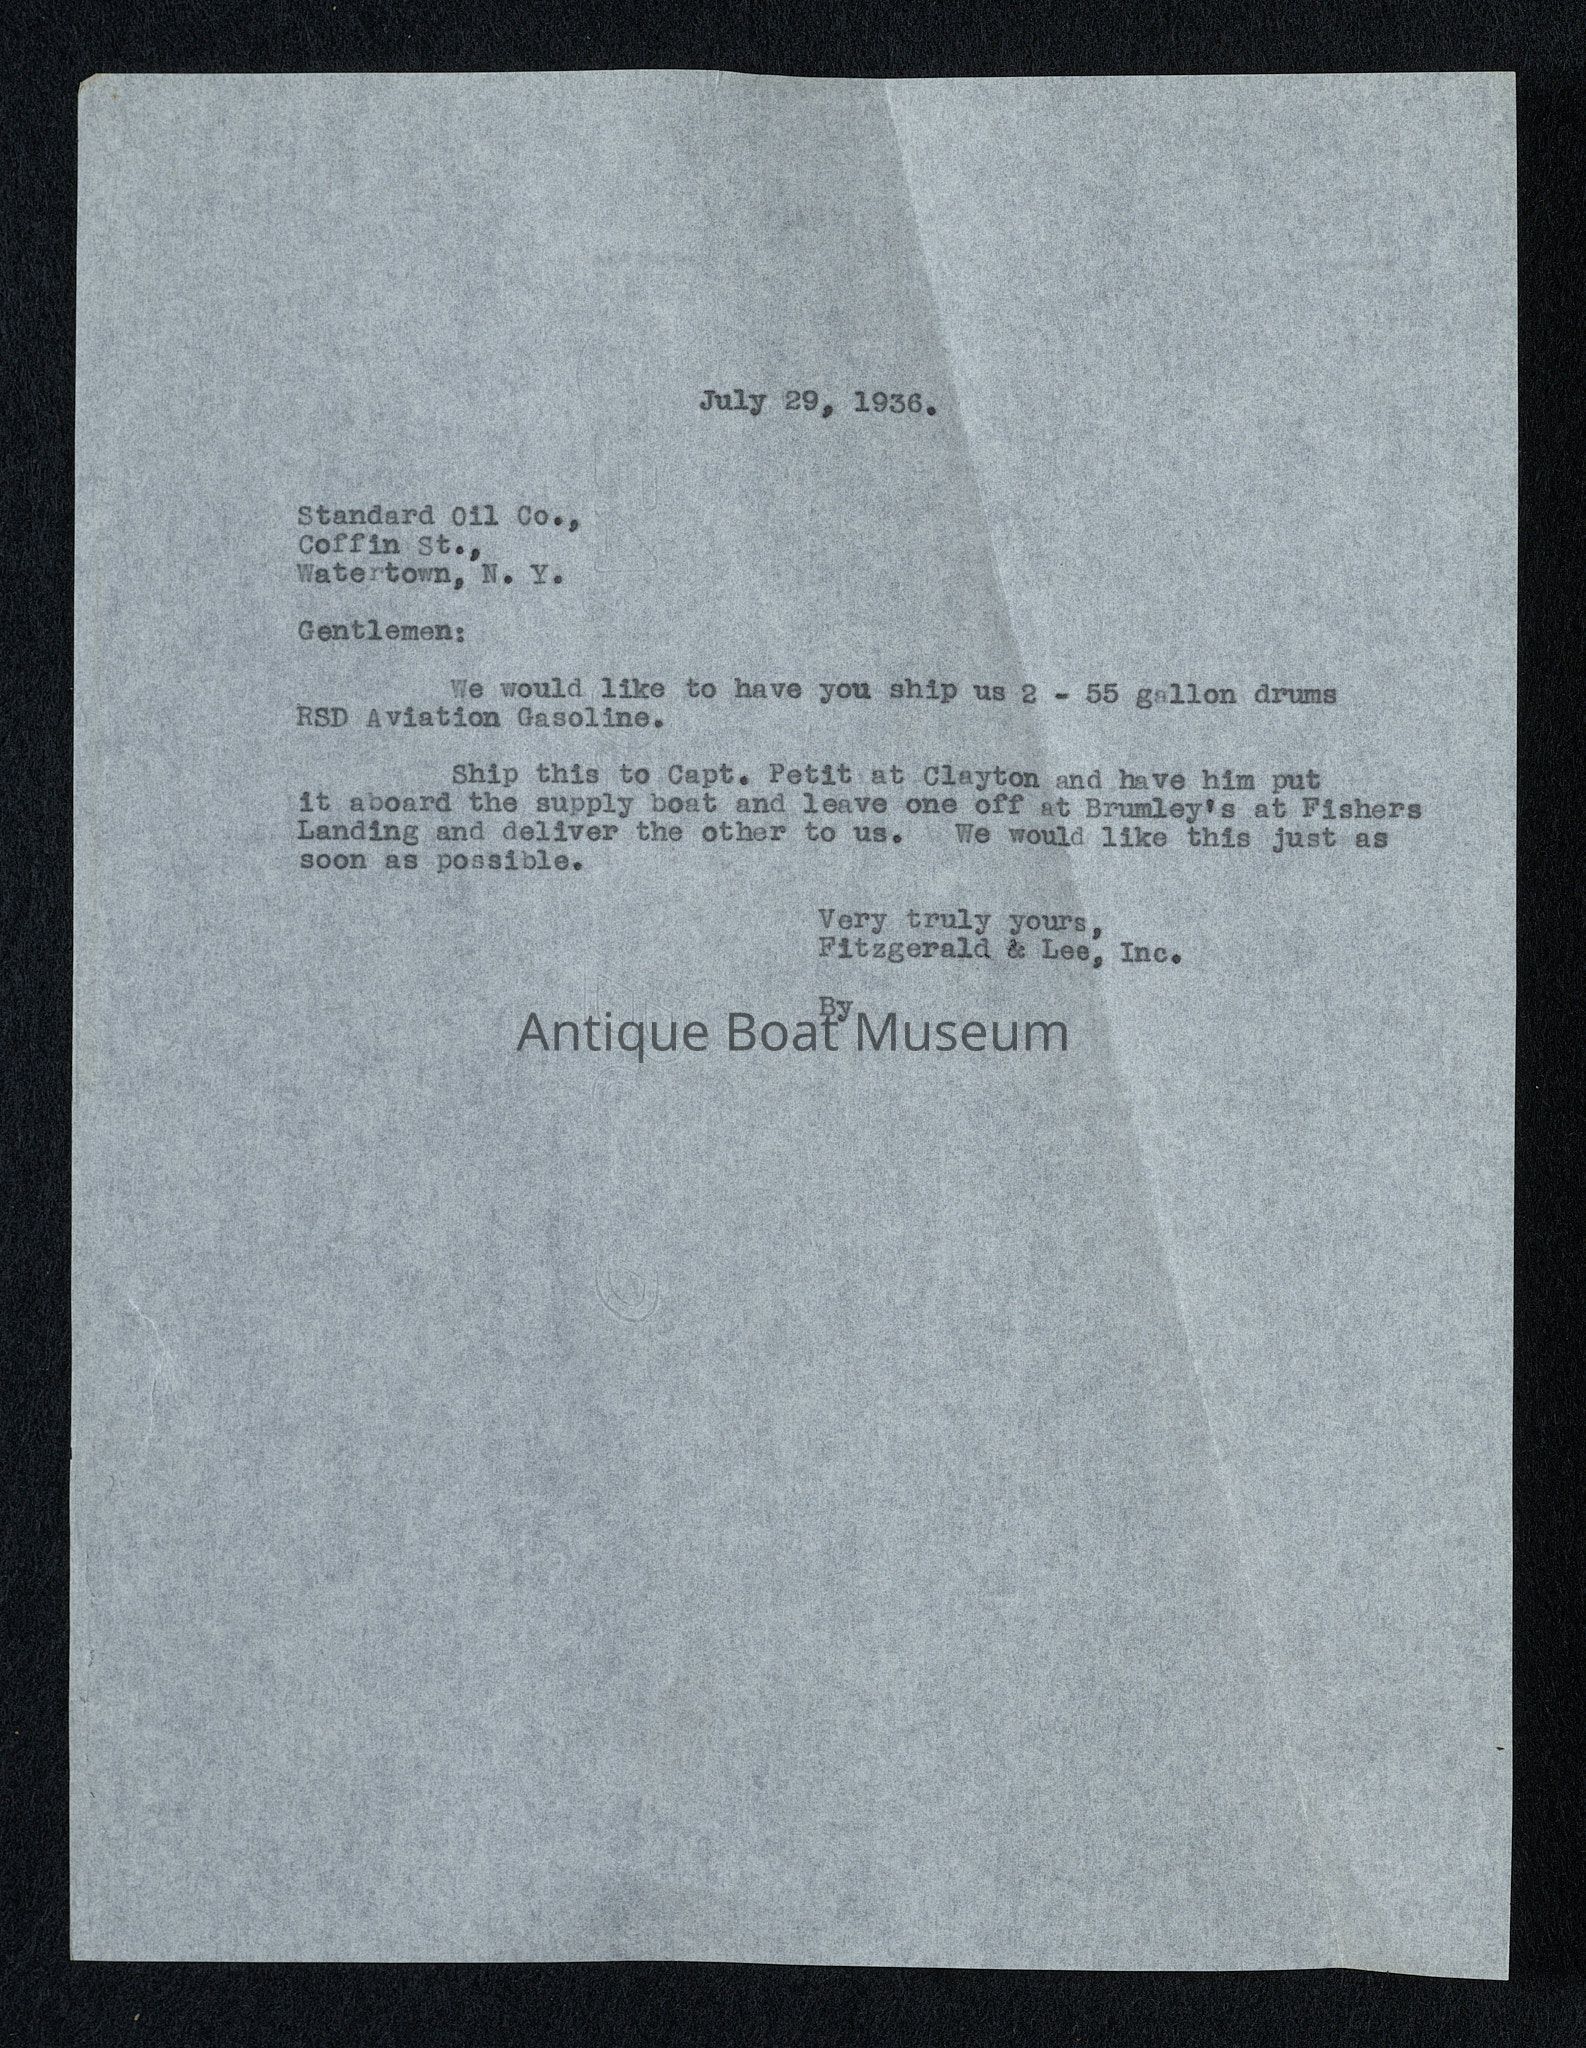 July 29, 1936.
Standard Oil Co.,
Coffin St.,
Watertown, N. Y.
Gentlemen:
We would like to have you ship us 2 - 55 gallon drums
RSD Aviation Gasoline.
Ship this to Capt. Petit at Clayton and have him put
it aboard the supply boat and leave one off at Brumley's at Fishers
Landing and deliver the other to us. We would like this just as
soon as possible.
Very truly yours,
Fitzgerald & Lee, Inc.
By
Antique Boat Museum